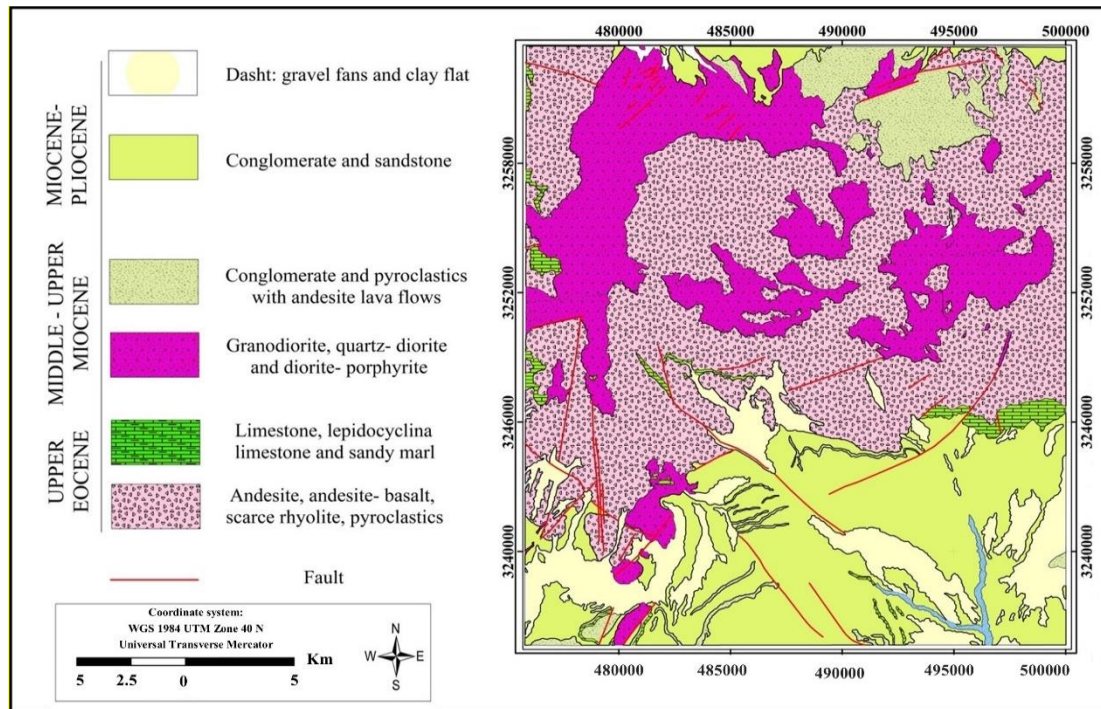 Dasht: gravel fans and clay flat
MIOCENE-
PLIOCENE
Conglomerate and sandstone
MIDDLE - UPPER
MIOCENE
Conglomerate and pyroclastics
with andesite lava flows
Granodiorite, quartz- diorite
and diorite- porphyrite
UPPER
EOCENE
Limestone, lepidocyclina
limestone and sandy marl
Andesite, andesite- basalt,
scarce rhyolite, pyroclastics
Fault
Coordinate system:
WGS 1984 UTM Zone 40 N
Universal Transverse Mercator
Km
5 2.5 0 5
N
W E
S
480000 485000 490000 495000 500000
3258000 3258000
3252000 3252000
3246000 3246000
3240000 3240000
480000 485000 490000 495000 500000